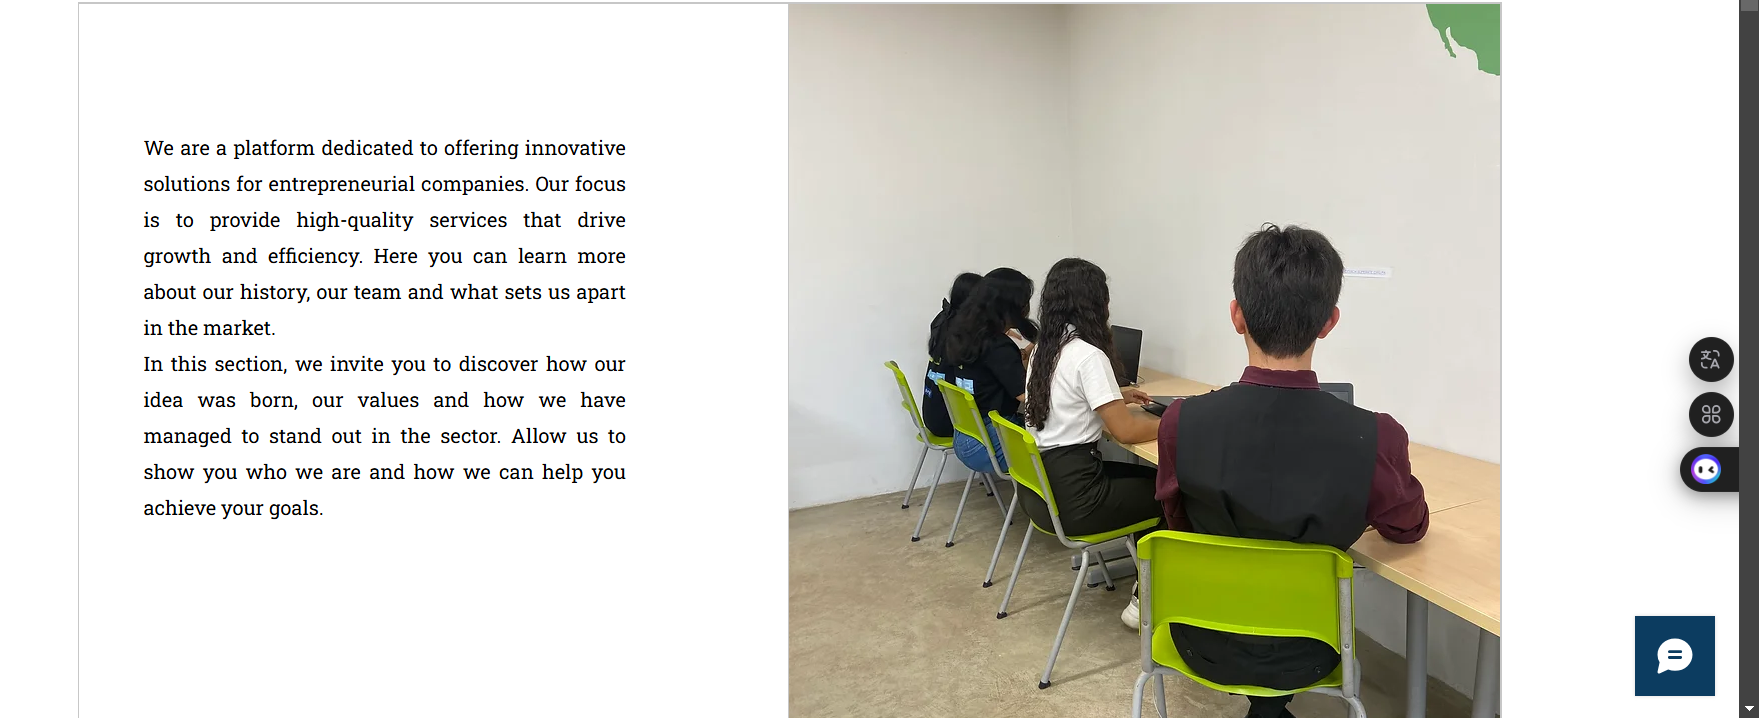 We are a platform dedicated to offering innovative
solutions for entrepreneurial companies. Our focus
is to provide high-quality services that drive
growth and efficiency. Here you can learn more
about our history, our team and what sets us apart
in the market.
In this section, we invite you to discover how our
idea was born, our values and how we have
managed to stand out in the sector. Allow us to
show you who we are and how we can help you
achieve your goals.